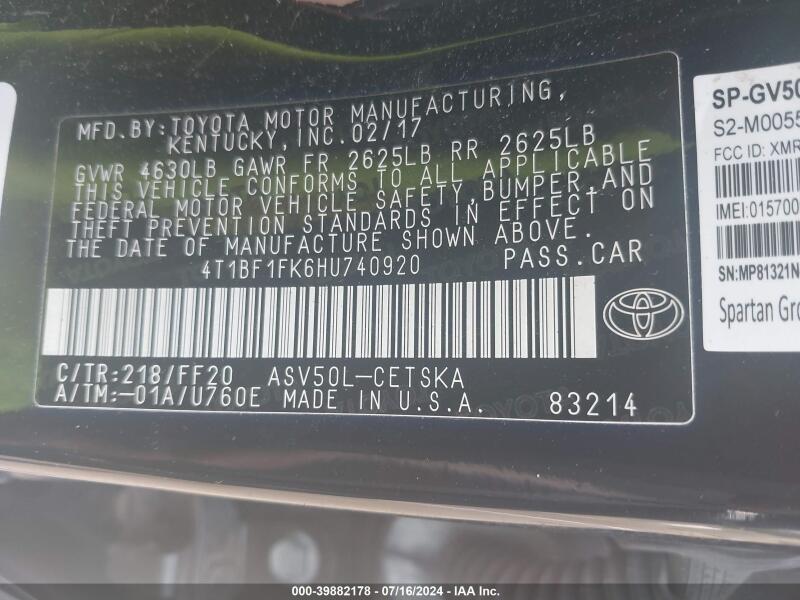 MFD.BY:TOYOTA MOTOR MANUFACTURING,
KENTUCKY,INC.02/17
GVWR 4630LB GAWR FR 2625LB RR 2625LB
THIS VEHICLE CONFORMS TO ALL APPLICABLE
FEDERAL MOTOR VEHICLE SAFETY,BUMPER,AND
THEFT PREVENTION STANDARDS IN EFFECT ON
THE DATE OF MANUFACTURE SHOWN ABOVE.
4T1BF1FK6HU740920 PASS.CAR
C/TR:218/FF20 ASV50L-CETSKA
A/TM:-01A/U760E MADE IN U.S.A. 83214
SP-GV50
S2-M0055
FCC ID: XMR
IMEI:015700
SN:MP81321N
Spartan Gro
000-39882178 - 07/16/2024 - IAA Inc.